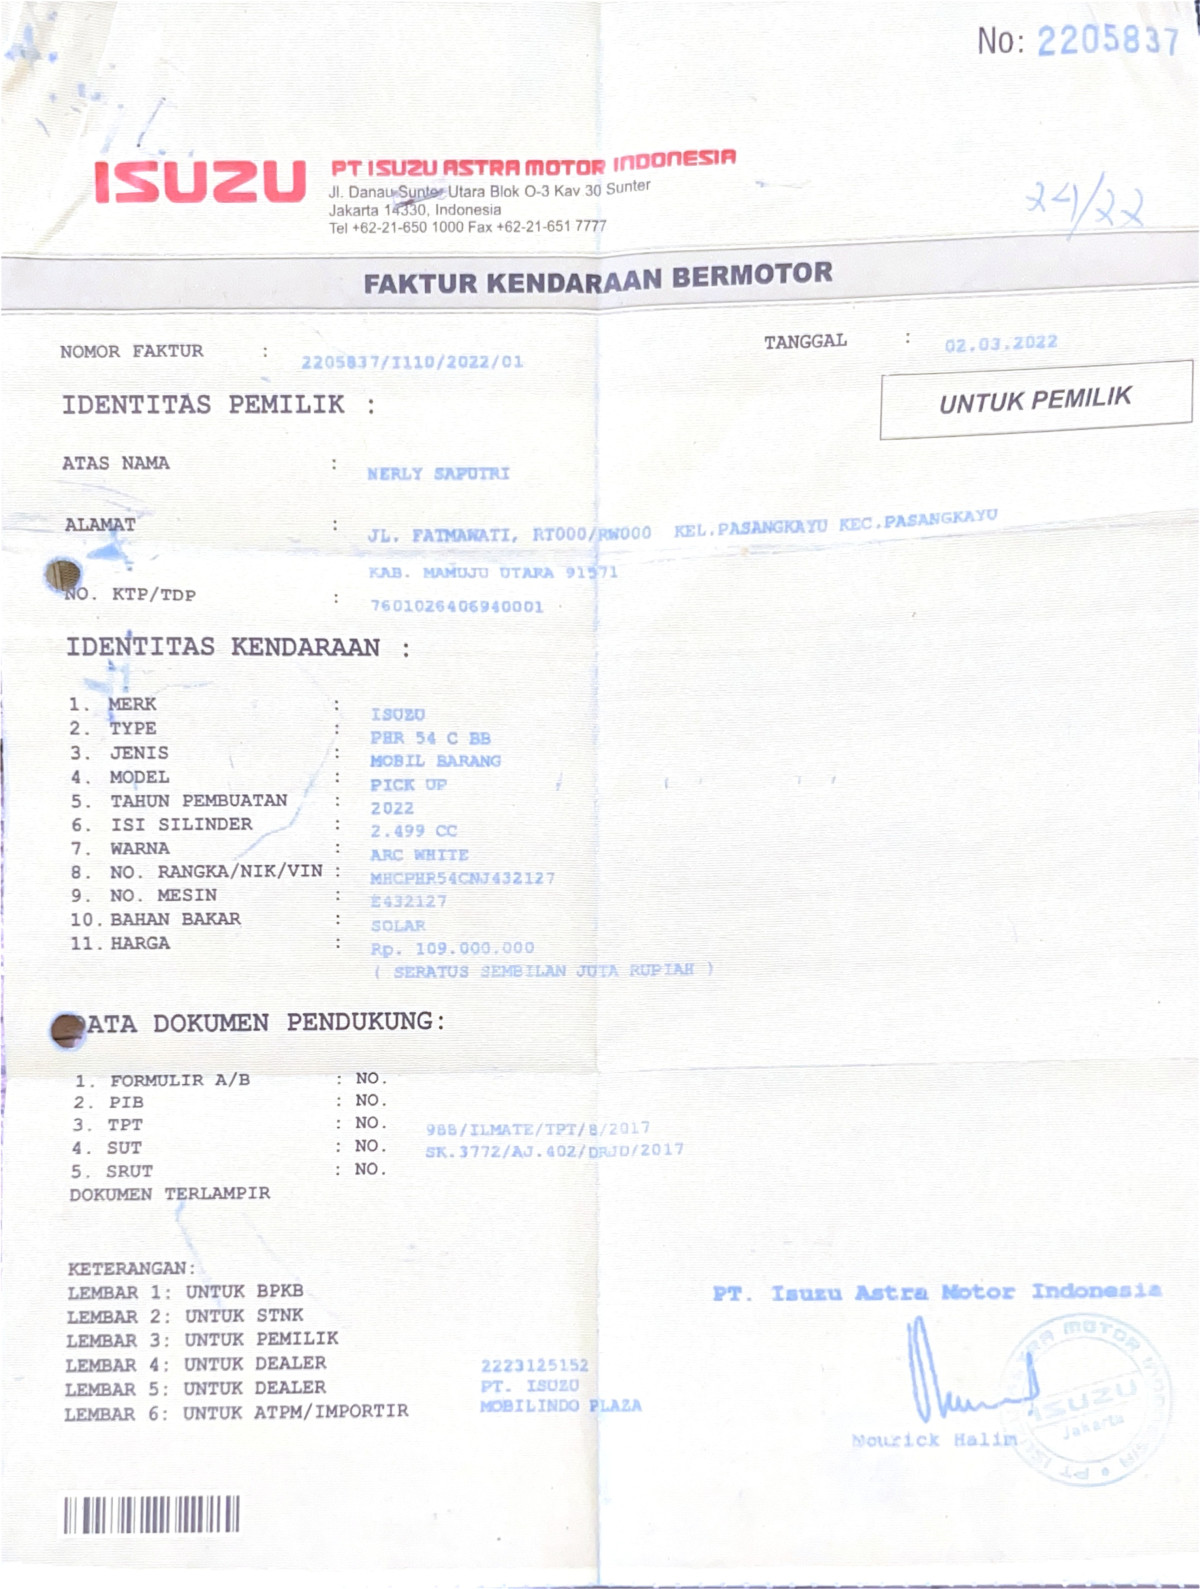 No: 2205837
ISUZU
PT ISUZU ASTRA MOTOR INDONESIA
Jl. Danau Sunter Utara Blok O-3 Kav 30 Sunter
Jakarta 14330, Indonesia
Tel +62-21-650 1000 Fax +62-21-651 7777
24/22
FAKTUR KENDARAAN BERMOTOR
NOMOR FAKTUR : 2205837/I110/2022/01
TANGGAL : 02.03.2022
IDENTITAS PEMILIK :
UNTUK PEMILIK
ATAS NAMA : NERLY SAPUTRI
ALAMAT : JL. FATMAWATI, RT000/RW000 KEL.PASANGKAYU KEC.PASANGKAYU
KAB. MAMUJU UTARA 91571
NO. KTP/TDP : 7601026406940001
IDENTITAS KENDARAAN :
1. MERK : ISUZU
2. TYPE : PHR 54 C BB
3. JENIS : MOBIL BARANG
4. MODEL : PICK UP
5. TAHUN PEMBUATAN : 2022
6. ISI SILINDER : 2.499 CC
7. WARNA : ARC WHITE
8. NO. RANGKA/NIK/VIN : MHCPHR54CNJ432127
9. NO. MESIN : E432127
10. BAHAN BAKAR : SOLAR
11. HARGA : Rp. 109.000.000
( SERATUS SEMBILAN JUTA RUPIAH )
ATA DOKUMEN PENDUKUNG:
1. FORMULIR A/B : NO.
2. PIB : NO.
3. TPT : NO. 988/ILMATE/TPT/8/2017
4. SUT : NO. SK.3772/AJ.402/DRJD/2017
5. SRUT : NO.
DOKUMEN TERLAMPIR
KETERANGAN:
LEMBAR 1: UNTUK BPKB
LEMBAR 2: UNTUK STNK
LEMBAR 3: UNTUK PEMILIK
LEMBAR 4: UNTUK DEALER
LEMBAR 5: UNTUK DEALER
LEMBAR 6: UNTUK ATPM/IMPORTIR
2223125152
PT. ISUZU
MOBILINDO PLAZA
PT. Isuzu Astra Motor Indonesia
Nourick Halim
ISUZU
Jakarta